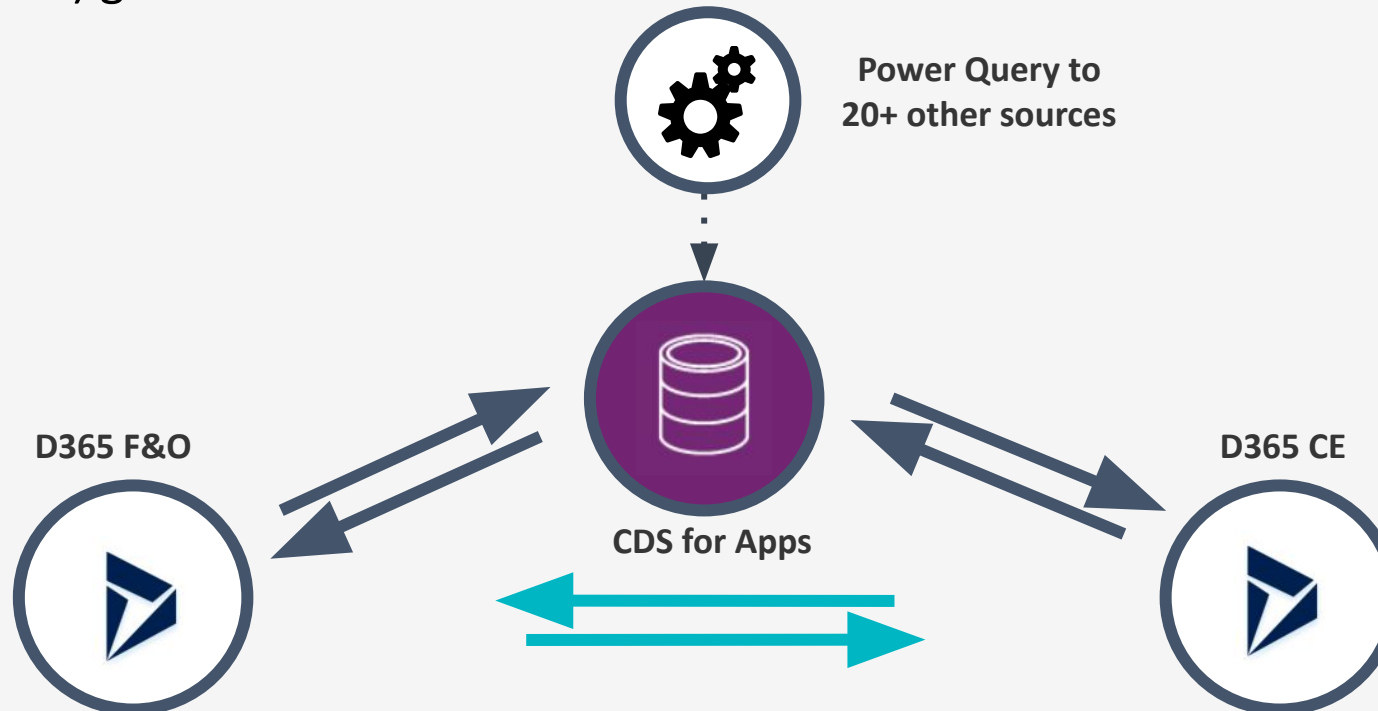 Power Query to
20+ other sources
D365 F&O
D365 CE
CDS for Apps